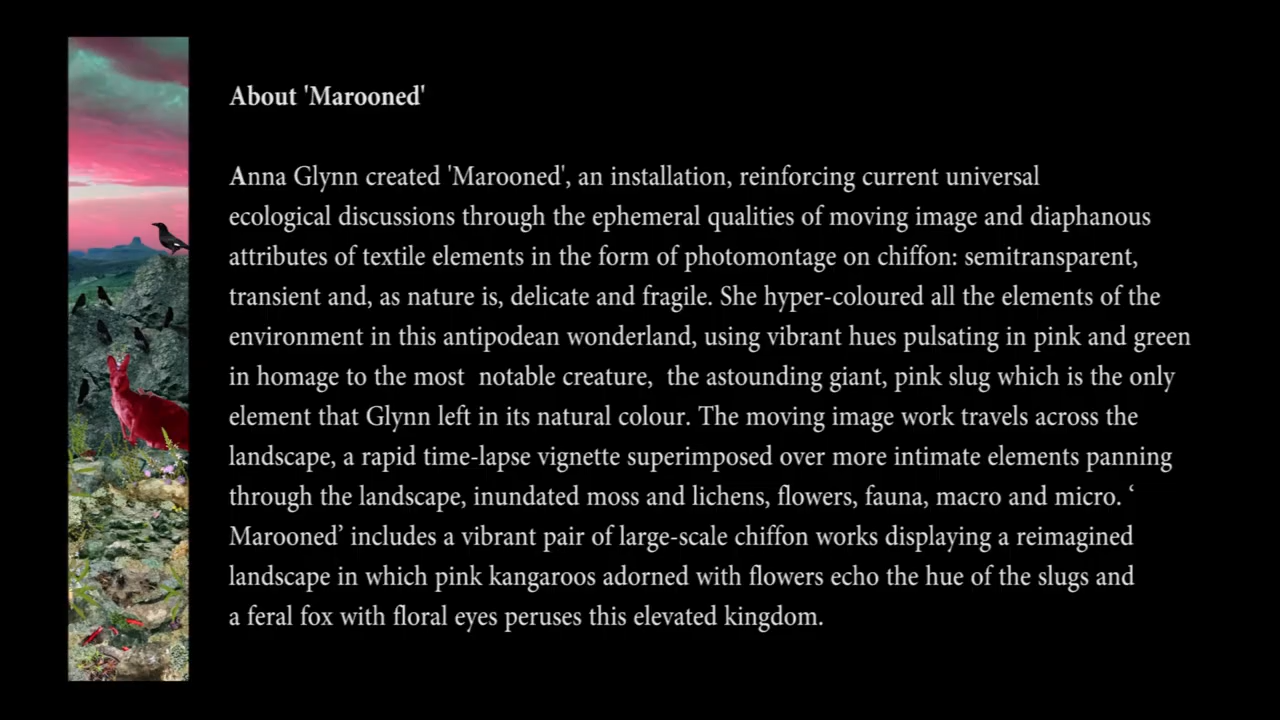 About 'Marooned'
Anna Glynn created 'Marooned', an installation, reinforcing current universal
ecological discussions through the ephemeral qualities of moving image and diaphanous
attributes of textile elements in the form of photomontage on chiffon: semitransparent,
transient and, as nature is, delicate and fragile. She hyper-coloured all the elements of the
environment in this antipodean wonderland, using vibrant hues pulsating in pink and green
in homage to the most  notable creature,  the astounding giant, pink slug which is the only
element that Glynn left in its natural colour. The moving image work travels across the
landscape, a rapid time-lapse vignette superimposed over more intimate elements panning
through the landscape, inundated moss and lichens, flowers, fauna, macro and micro. ‘
Marooned’ includes a vibrant pair of large-scale chiffon works displaying a reimagined
landscape in which pink kangaroos adorned with flowers echo the hue of the slugs and
a feral fox with floral eyes peruses this elevated kingdom.